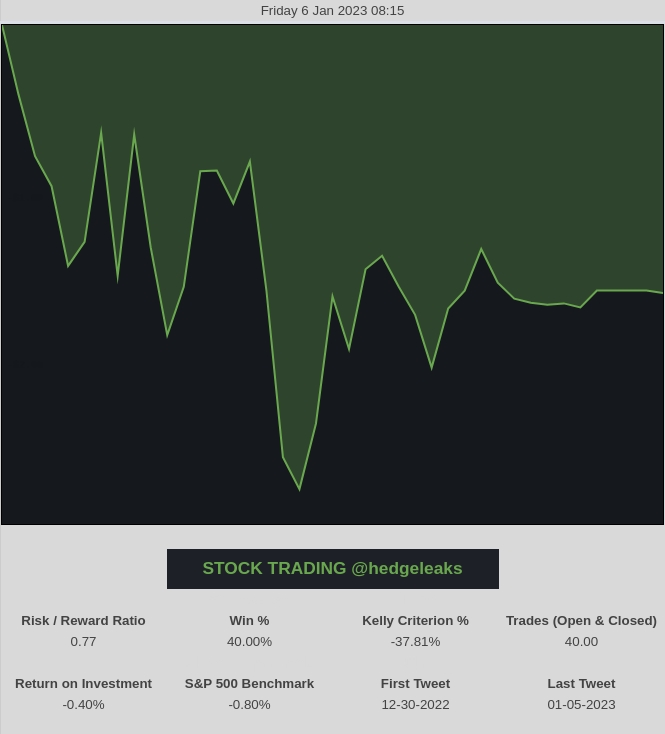 Friday 6 Jan 2023 08:15
STOCK TRADING @hedgeleaks
Risk / Reward Ratio Win % Kelly Criterion % Trades (Open & Closed)
0.77 40.00% -37.81% 40.00
Return on Investment S&P 500 Benchmark First Tweet Last Tweet
-0.40% -0.80% 12-30-2022 01-05-2023